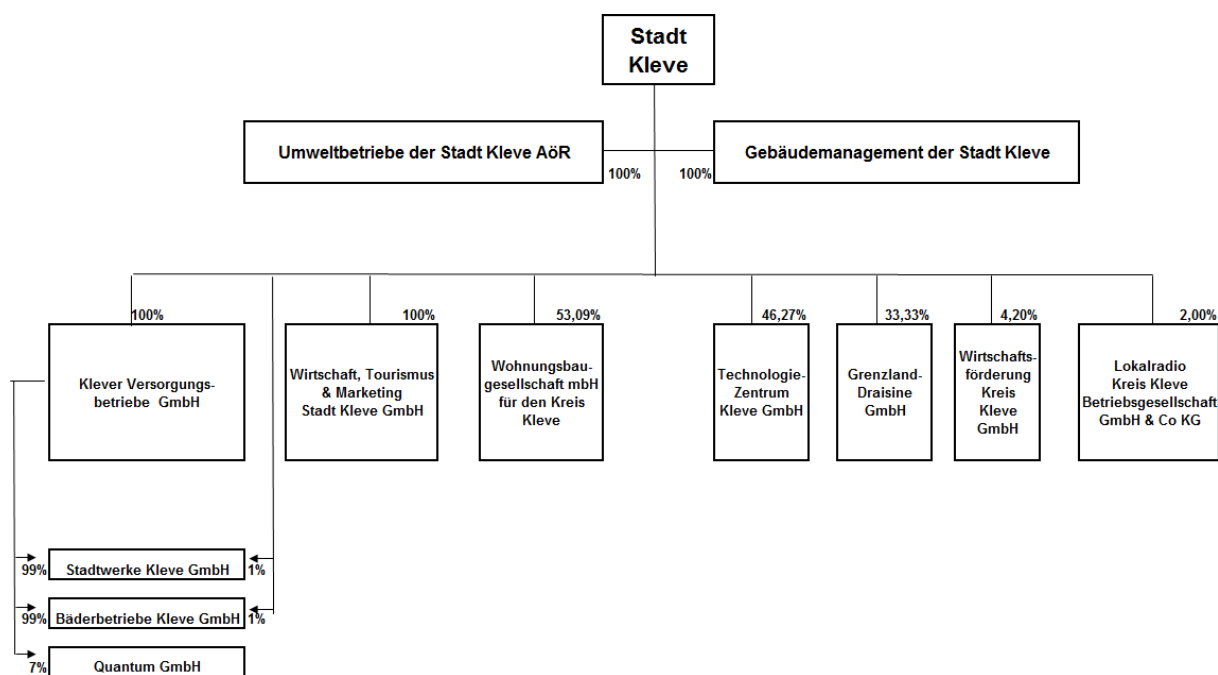 Stadt
Kleve
Umweltbetriebe der Stadt Kleve AöR
Gebäudemanagement der Stadt Kleve
100%
100%
100%
100%
53,09%
46,27%
33,33%
4,20%
2,00%
Klever Versorgungs-
betriebe GmbH
Wirtschaft, Tourismus
& Marketing
Stadt Kleve GmbH
Wohnungsbau-
gesellschaft mbH
für den Kreis
Kleve
Technologie-
Zentrum
Kleve GmbH
Grenzland-
Draisine
GmbH
Wirtschafts-
förderung
Kreis
Kleve
GmbH
Lokalradio
Kreis Kleve
Betriebsgesellschaft
GmbH & Co KG
99%
Stadtwerke Kleve GmbH
1%
99%
Bäderbetriebe Kleve GmbH
1%
7%
Quantum GmbH